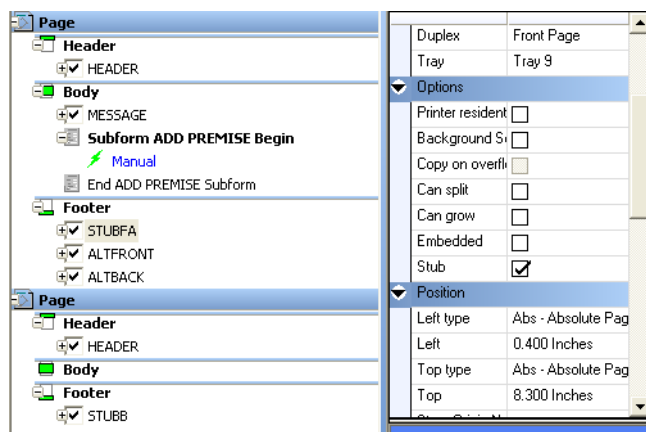 Page
Header
HEADER
Body
MESSAGE
Subform ADD PREMISE Begin
Manual
End ADD PREMISE Subform
Footer
STUBFA
ALTFRONT
ALTBACK
Page
Header
HEADER
Body
Footer
STUBB
Duplex Front Page
Tray Tray 9
Options
Printer resident
Background S
Copy on overfl
Can split
Can grow
Embedded
Stub
Position
Left type Abs - Absolute Pag
Left 0.400 Inches
Top type Abs - Absolute Pag
Top 8.300 Inches